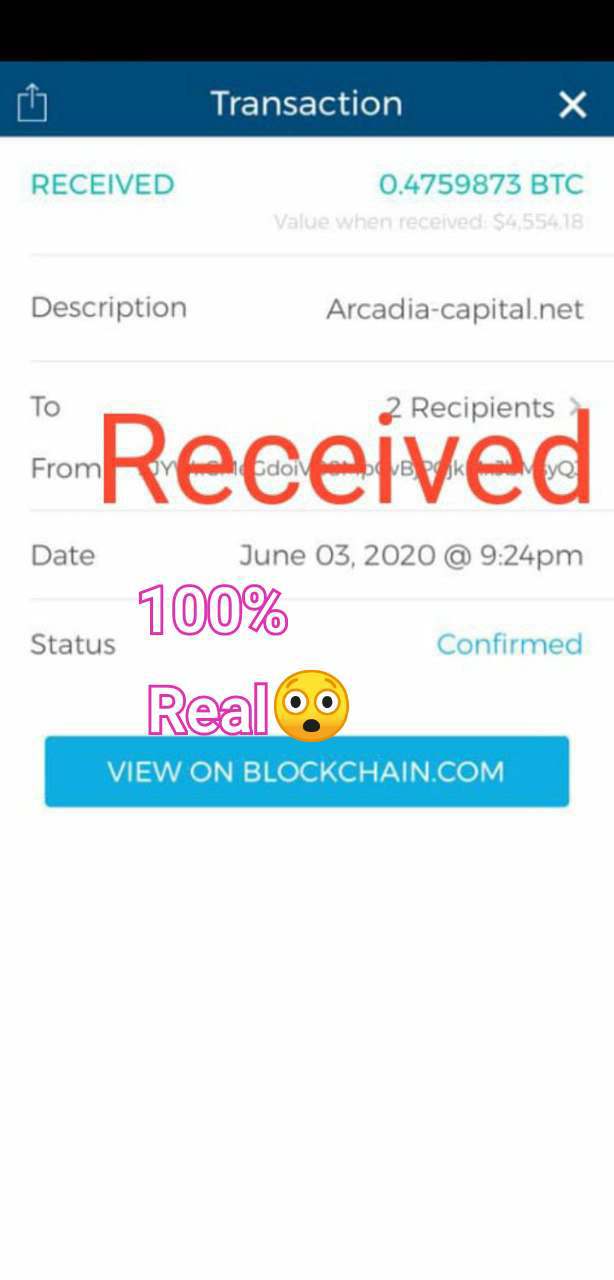 Transaction
RECEIVED 0.4759873 BTC
Value when received: $4,554.18
Description Arcadia-capital.net
To 2 Recipients
Received
From
Date June 03, 2020 @ 9:24pm
100%
Status Confirmed
Real😯
VIEW ON BLOCKCHAIN.COM